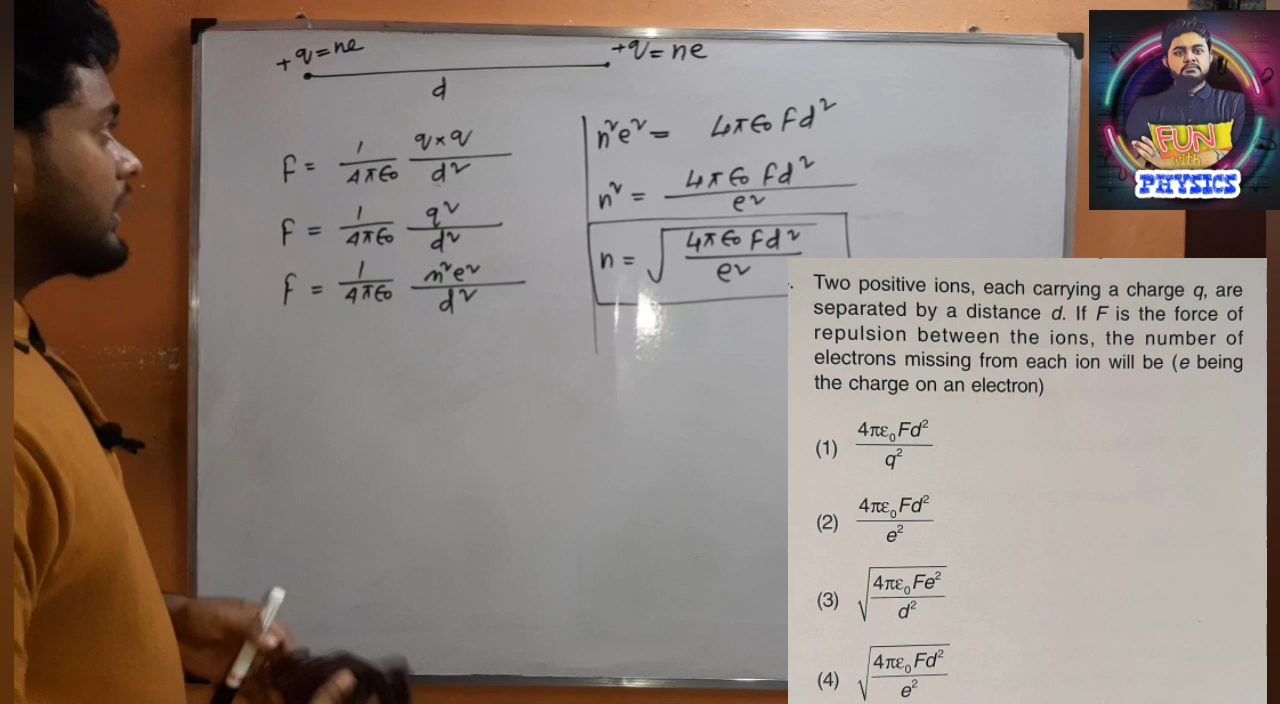 +q=ne
+q=ne
d
F = 1/4πϵ₀ q×q/d²
F = 1/4πϵ₀ q²/d²
F = 1/4πϵ₀ n²e²/d²
n²e² = 4πϵ₀Fd²
n² = 4πϵ₀Fd²/e²
n = √(4πϵ₀Fd²/e²)
FUN
with
PHYSICS
Two positive ions, each carrying a charge q, are
separated by a distance d. If F is the force of
repulsion between the ions, the number of
electrons missing from each ion will be (e being
the charge on an electron)
(1) 4πε₀Fd²/q²
(2) 4πε₀Fd²/e²
(3) √(4πε₀Fe²/d²)
(4) √(4πε₀Fd²/e²)